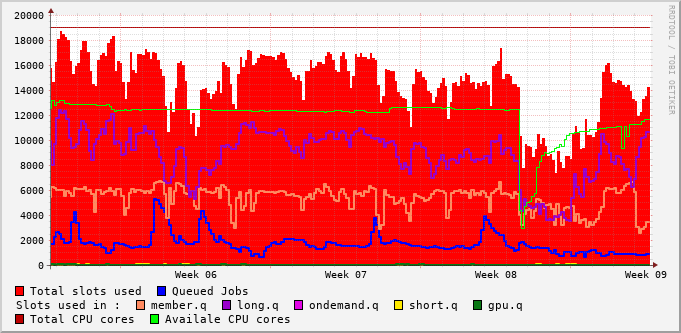 20000
18000
16000
14000
12000
10000
8000
6000
4000
2000
0
Week 06 Week 07 Week 08 Week 09
Total slots used Queued Jobs
Slots used in : member.q long.q ondemand.q short.q gpu.q
Total CPU cores Availale CPU cores
RRDTOOL / TOBI OETIKER